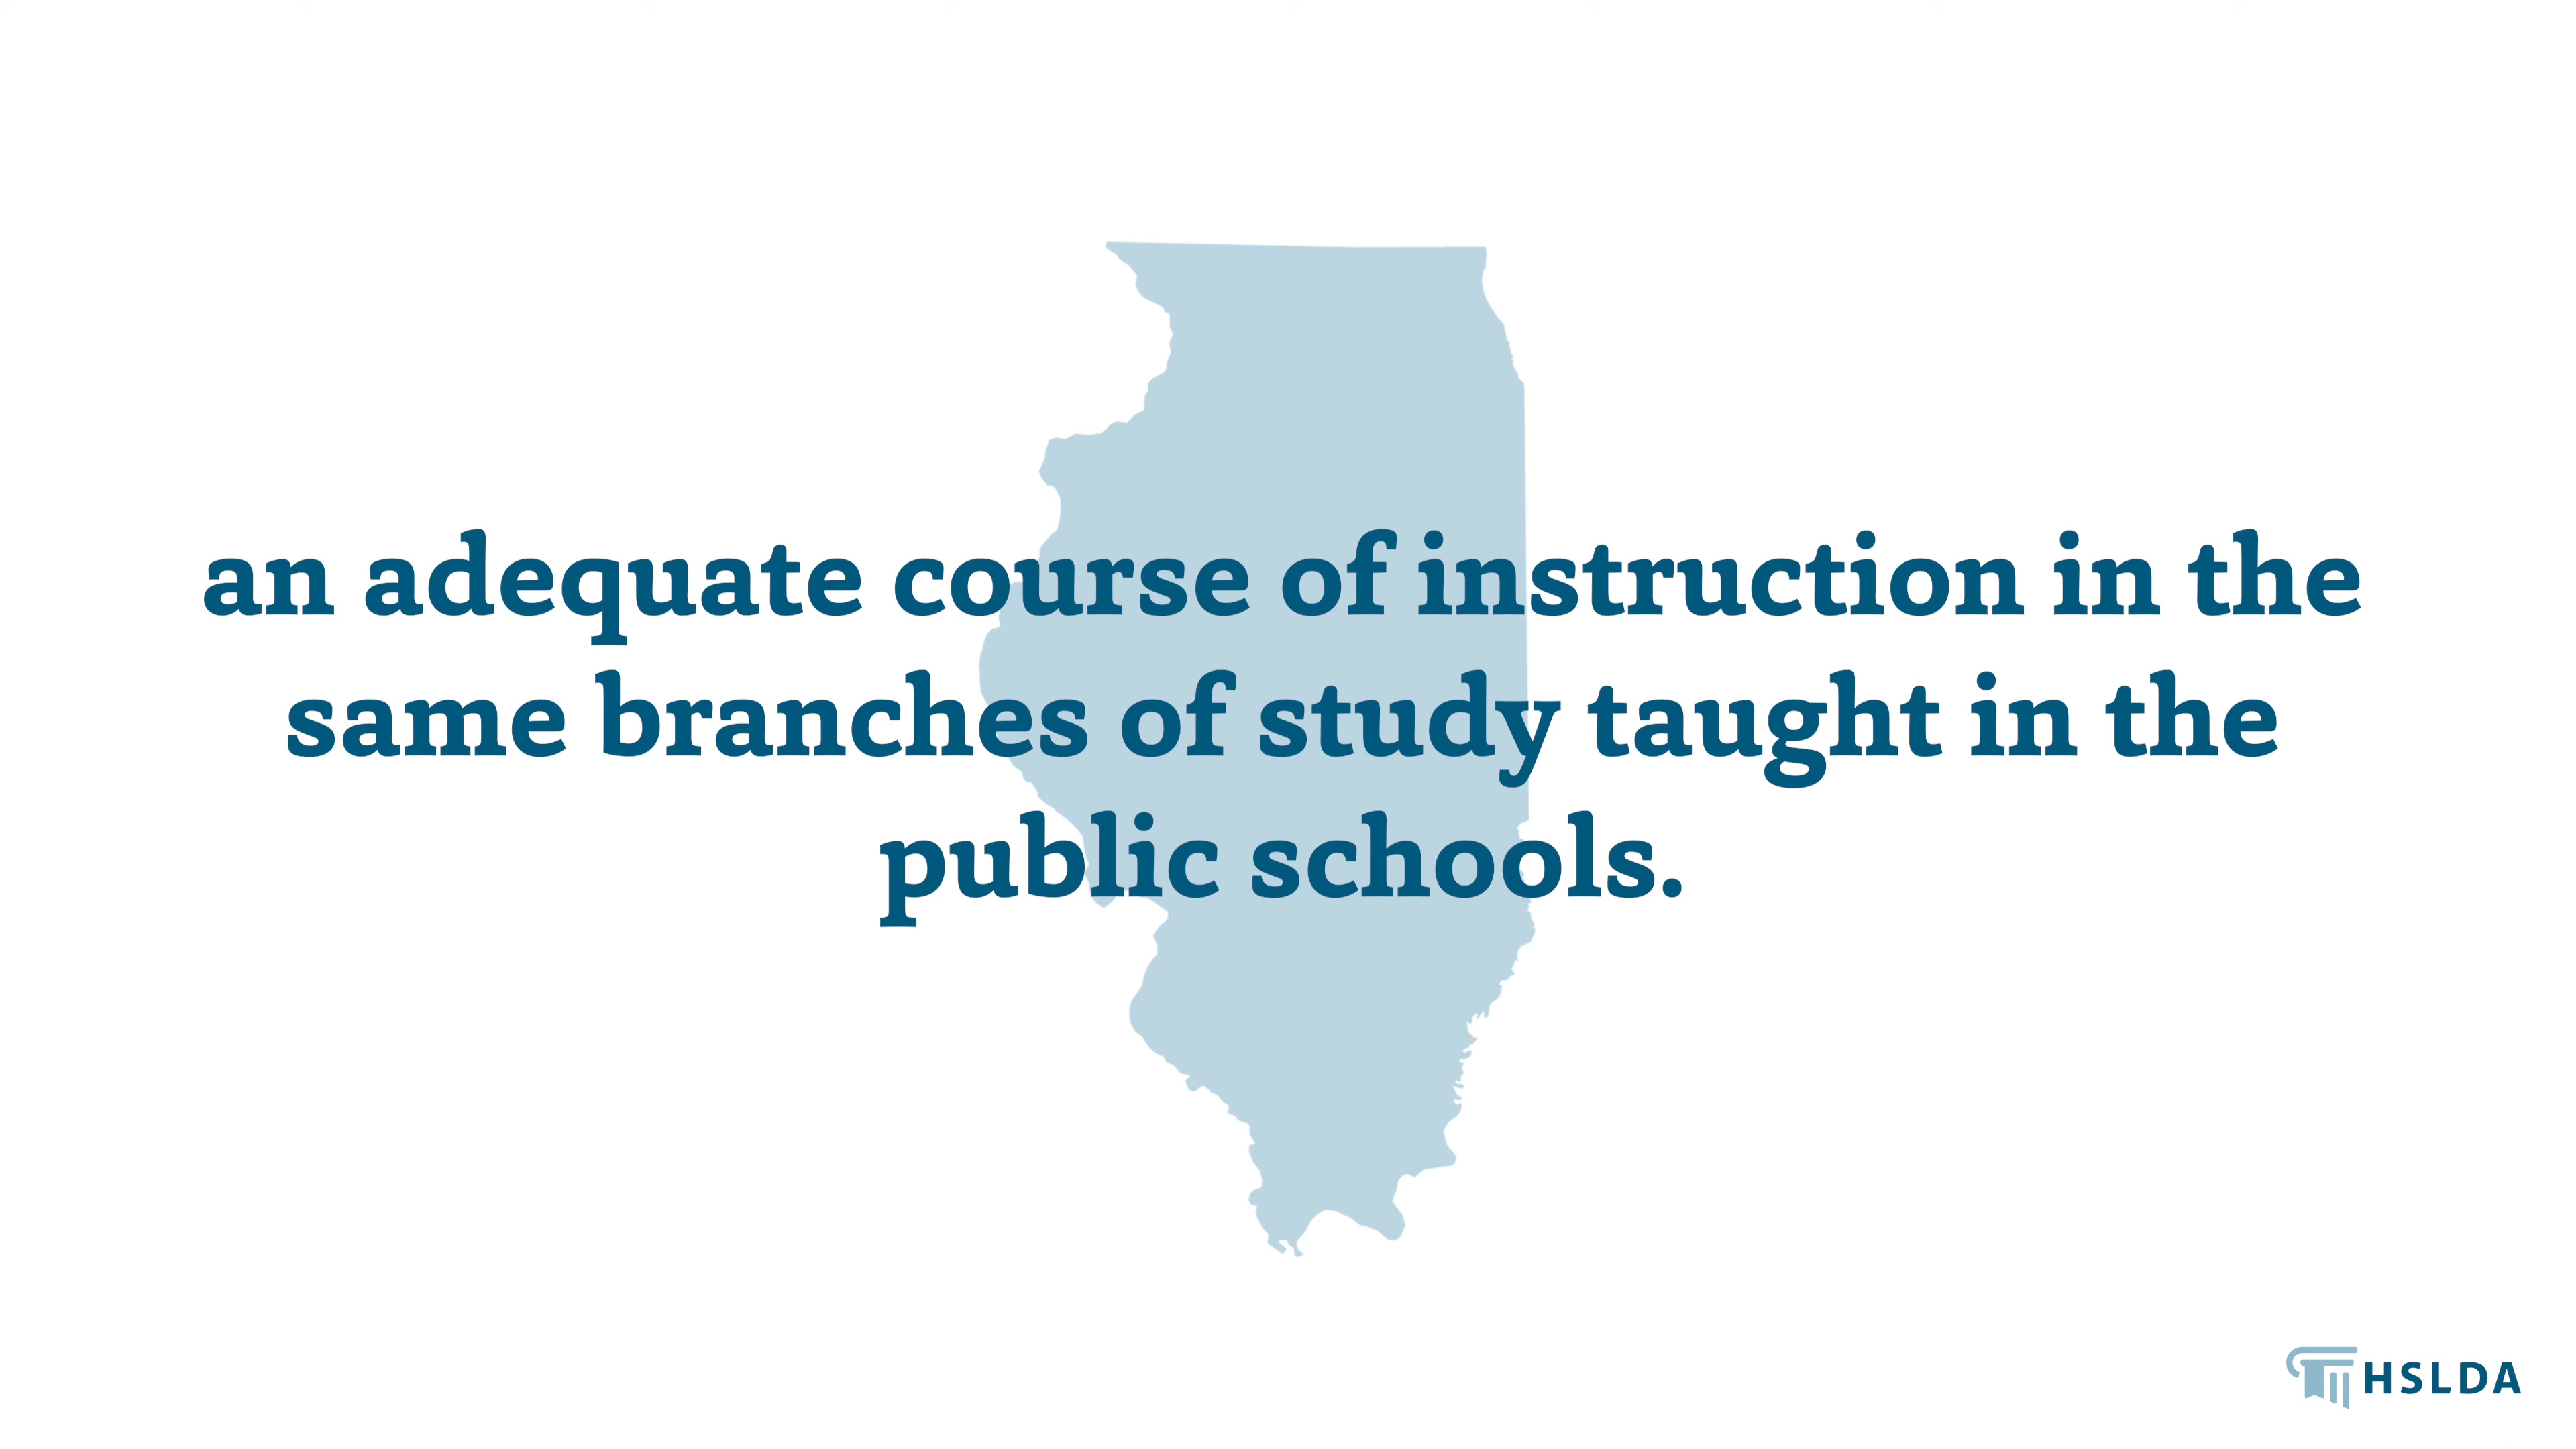 an adequate course of instruction in the
same branches of study taught in the
public schools.
HSLDA